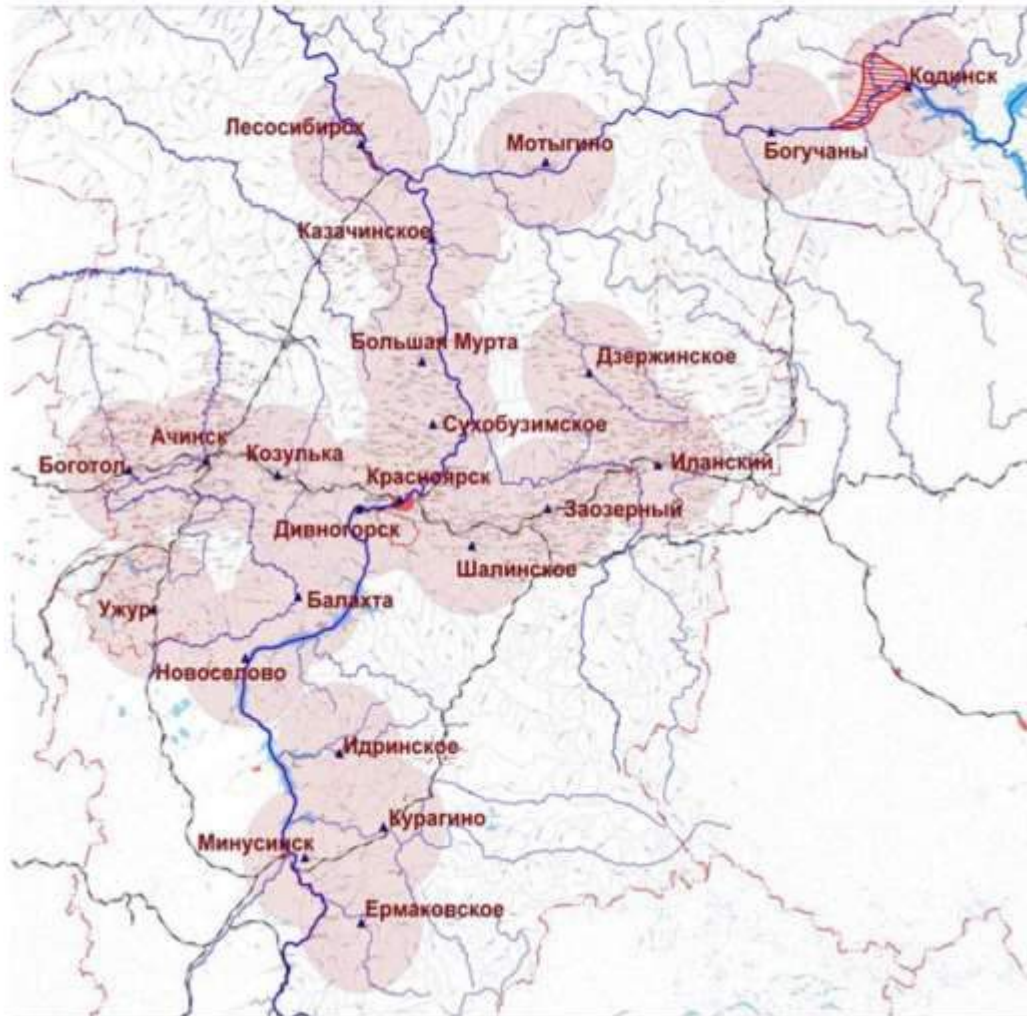 Кодинск
Лесосибирск
Мотыгино
Богучаны
Казачинское
Большая Мурта
Дзержинское
Сухобузимское
Ачинск
Козулька
Боготол
Иланский
Красноярск
Заозерный
Дивногорск
Шалинское
Балахта
Ужур
Новоселово
Идринское
Курагино
Минусинск
Ермаковское